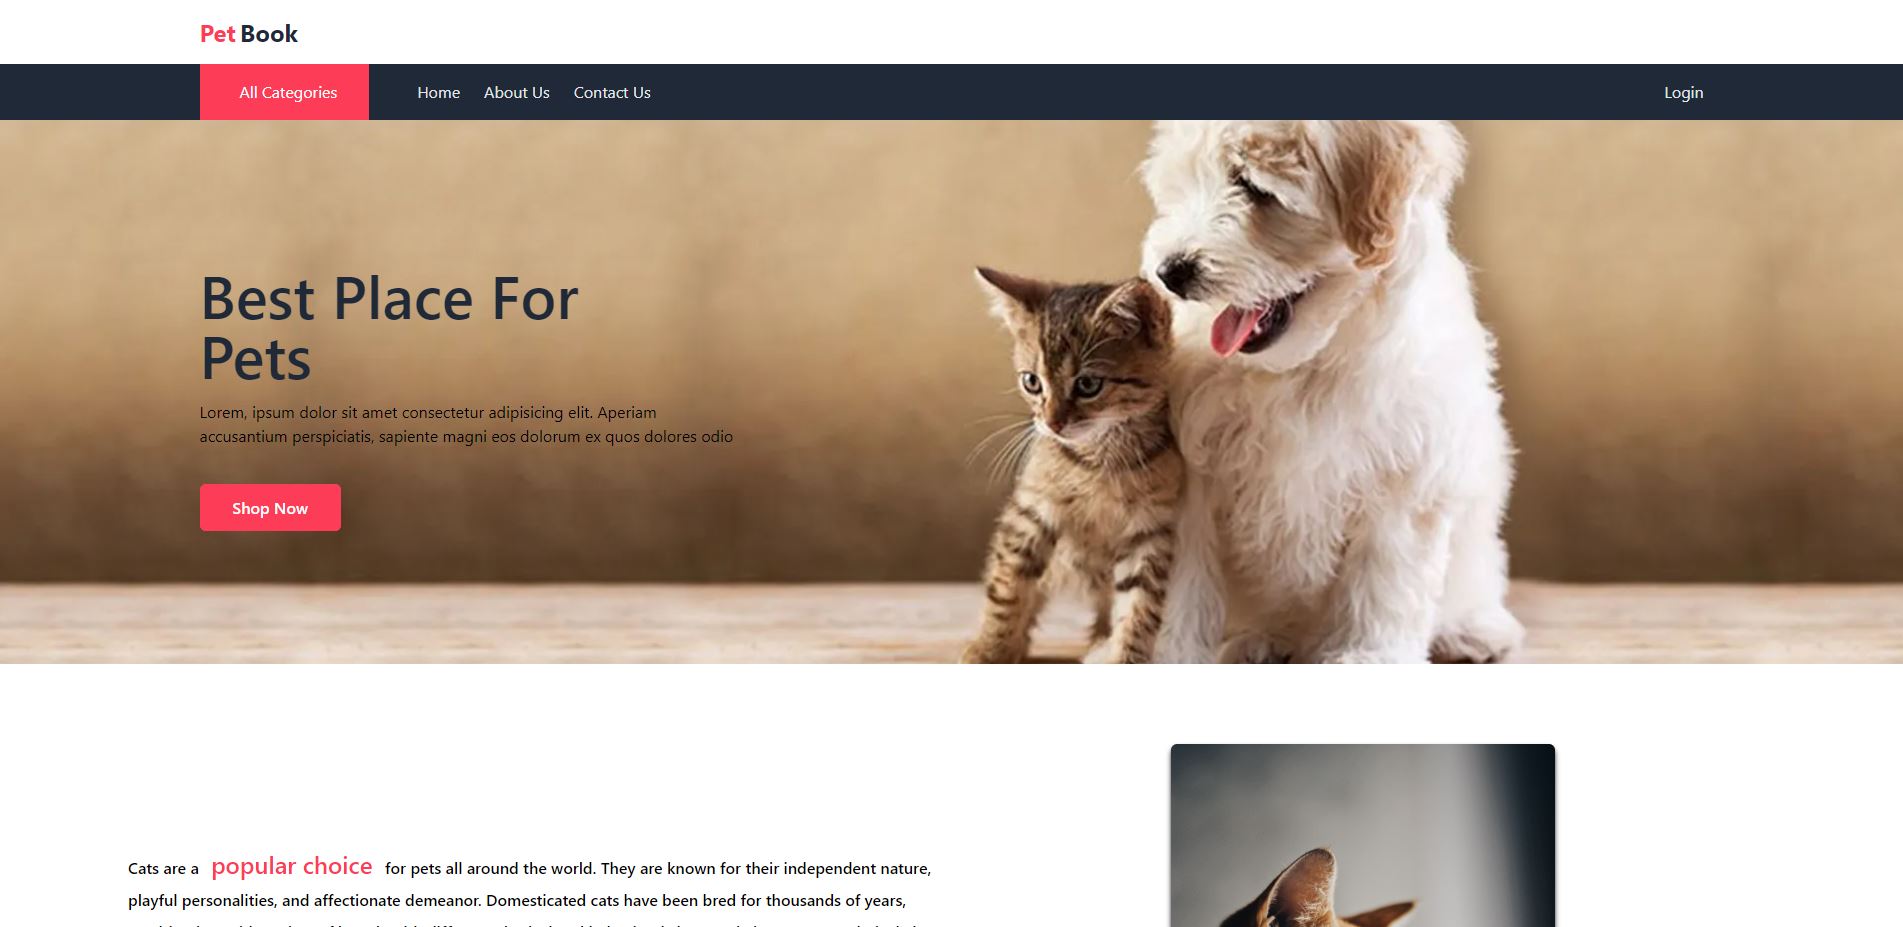 Pet Book
All Categories Home About Us Contact Us Login
Best Place For
Pets
Lorem, ipsum dolor sit amet consectetur adipisicing elit. Aperiam
accusantium perspiciatis, sapiente magni eos dolorum ex quos dolores odio
Shop Now
Cats are a popular choice for pets all around the world. They are known for their independent nature,
playful personalities, and affectionate demeanor. Domesticated cats have been bred for thousands of years,